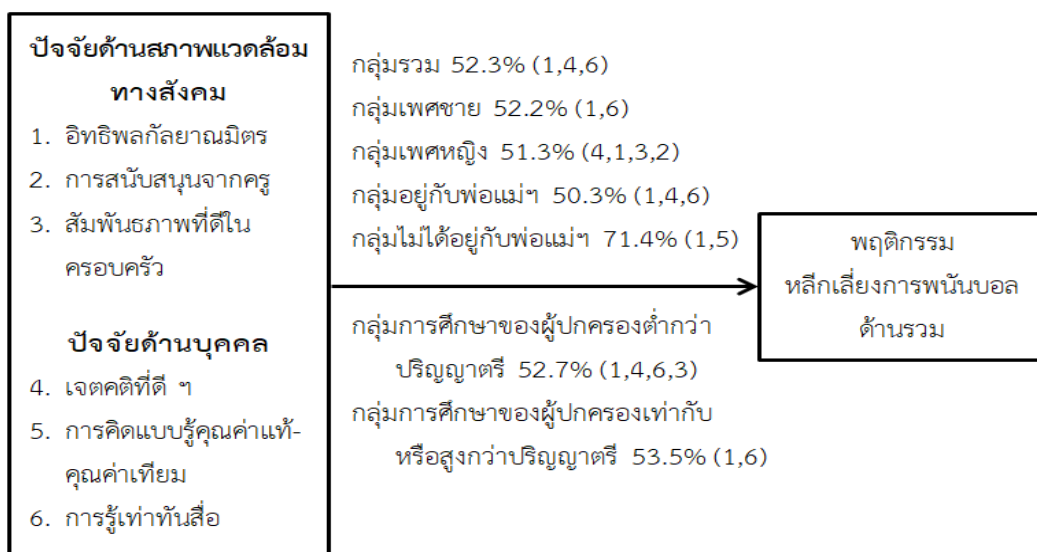 ปัจจัยด้านสภาพแวดล้อม
ทางสังคม
1. อิทธิพลกัลยาณมิตร
2. การสนับสนุนจากครู
3. สัมพันธภาพที่ดีใน
ครอบครัว
ปัจจัยด้านบุคคล
4. เจตคติที่ดี ฯ
5. การคิดแบบรู้คุณค่าแท้-
คุณค่าเทียม
6. การรู้เท่าทันสื่อ
กลุ่มรวม 52.3% (1,4,6)
กลุ่มเพศชาย 52.2% (1,6)
กลุ่มเพศหญิง 51.3% (4,1,3,2)
กลุ่มอยู่กับพ่อแม่ฯ 50.3% (1,4,6)
กลุ่มไม่ได้อยู่กับพ่อแม่ฯ 71.4% (1,5)
กลุ่มการศึกษาของผู้ปกครองต่ำกว่า
ปริญญาตรี 52.7% (1,4,6,3)
กลุ่มการศึกษาของผู้ปกครองเท่ากับ
หรือสูงกว่าปริญญาตรี 53.5% (1,6)
พฤติกรรม
หลีกเลี่ยงการพนันบอล
ด้านรวม